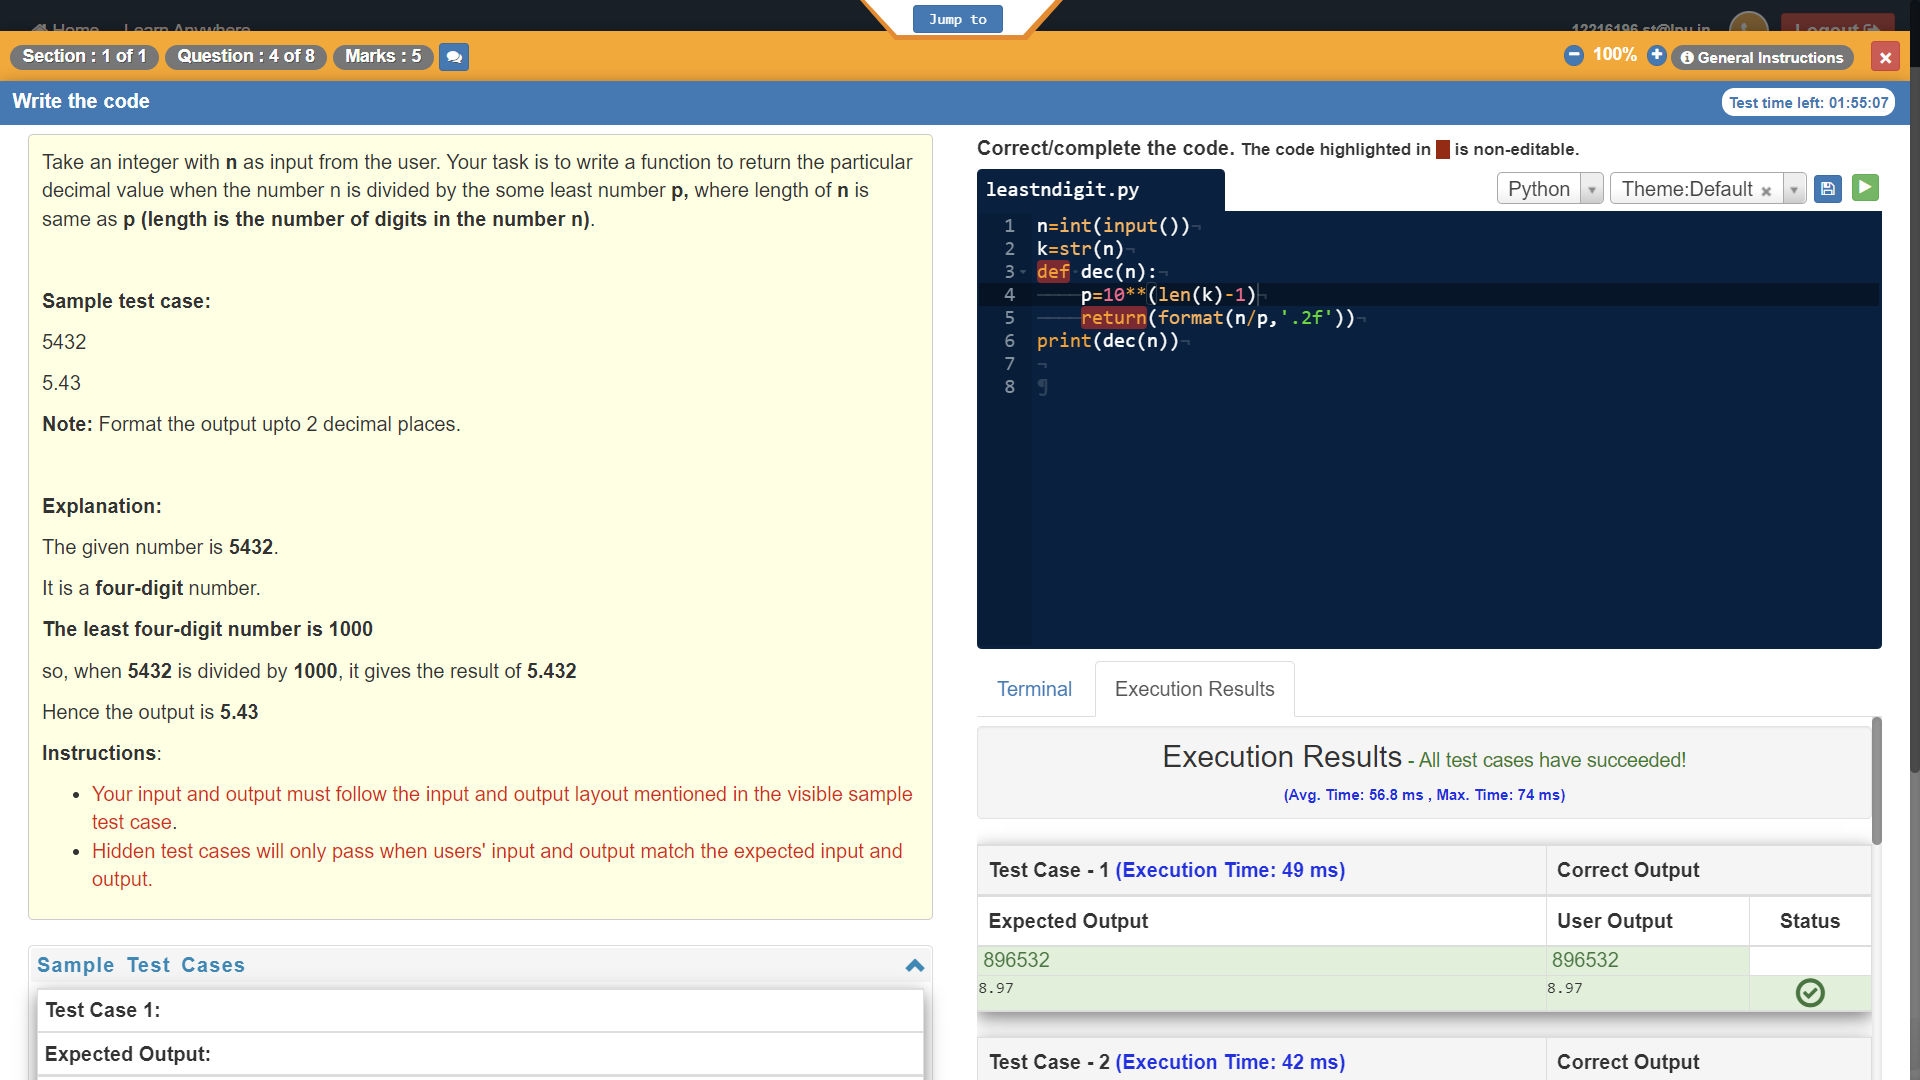 Jump to
Home Learn Anywhere
Logout
Section : 1 of 1 Question : 4 of 8 Marks : 5
100% General Instructions
Write the code
Test time left: 01:55:07
Take an integer with n as input from the user. Your task is to write a function to return the particular
decimal value when the number n is divided by the some least number p, where length of n is
same as p (length is the number of digits in the number n).
Sample test case:
5432
5.43
Note: Format the output upto 2 decimal places.
Explanation:
The given number is 5432.
It is a four-digit number.
The least four-digit number is 1000
so, when 5432 is divided by 1000, it gives the result of 5.432
Hence the output is 5.43
Instructions:
• Your input and output must follow the input and output layout mentioned in the visible sample
test case.
• Hidden test cases will only pass when users' input and output match the expected input and
output.
Sample Test Cases
Test Case 1:
Expected Output:
Correct/complete the code. The code highlighted in is non-editable.
leastndigit.py
Python Theme:Default ×
1 n=int(input())¬
2 k=str(n)¬
3 def dec(n):¬
4 p=10**(len(k)-1)¬
5 return(format(n/p,'.2f'))¬
6 print(dec(n))¬
7 ¬
8 ¶
Terminal Execution Results
Execution Results - All test cases have succeeded!
(Avg. Time: 56.8 ms , Max. Time: 74 ms)
Test Case - 1 (Execution Time: 49 ms) Correct Output
Expected Output User Output Status
896532 896532
8.97 8.97
Test Case - 2 (Execution Time: 42 ms) Correct Output